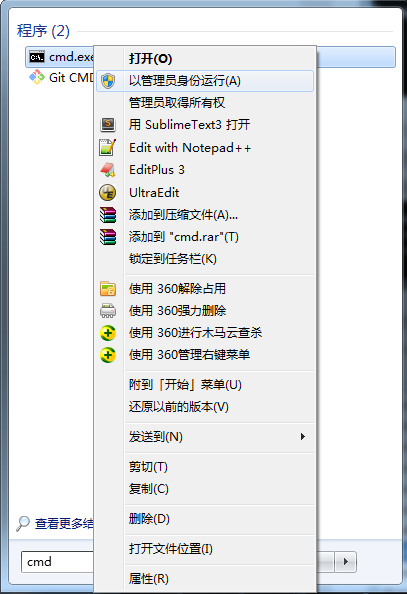 程序 (2)
cmd.exe
Git CMD
打开(O)
以管理员身份运行(A)
管理员取得所有权
用 SublimeText3 打开
Edit with Notepad++
EditPlus 3
UltraEdit
添加到压缩文件(A)...
添加到 "cmd.rar"(T)
锁定到任务栏(K)
使用 360解除占用
使用 360强力删除
使用 360进行木马云查杀
使用 360管理右键菜单
附到「开始」菜单(U)
还原以前的版本(V)
发送到(N)
剪切(T)
复制(C)
删除(D)
打开文件位置(I)
属性(R)
查看更多结
cmd